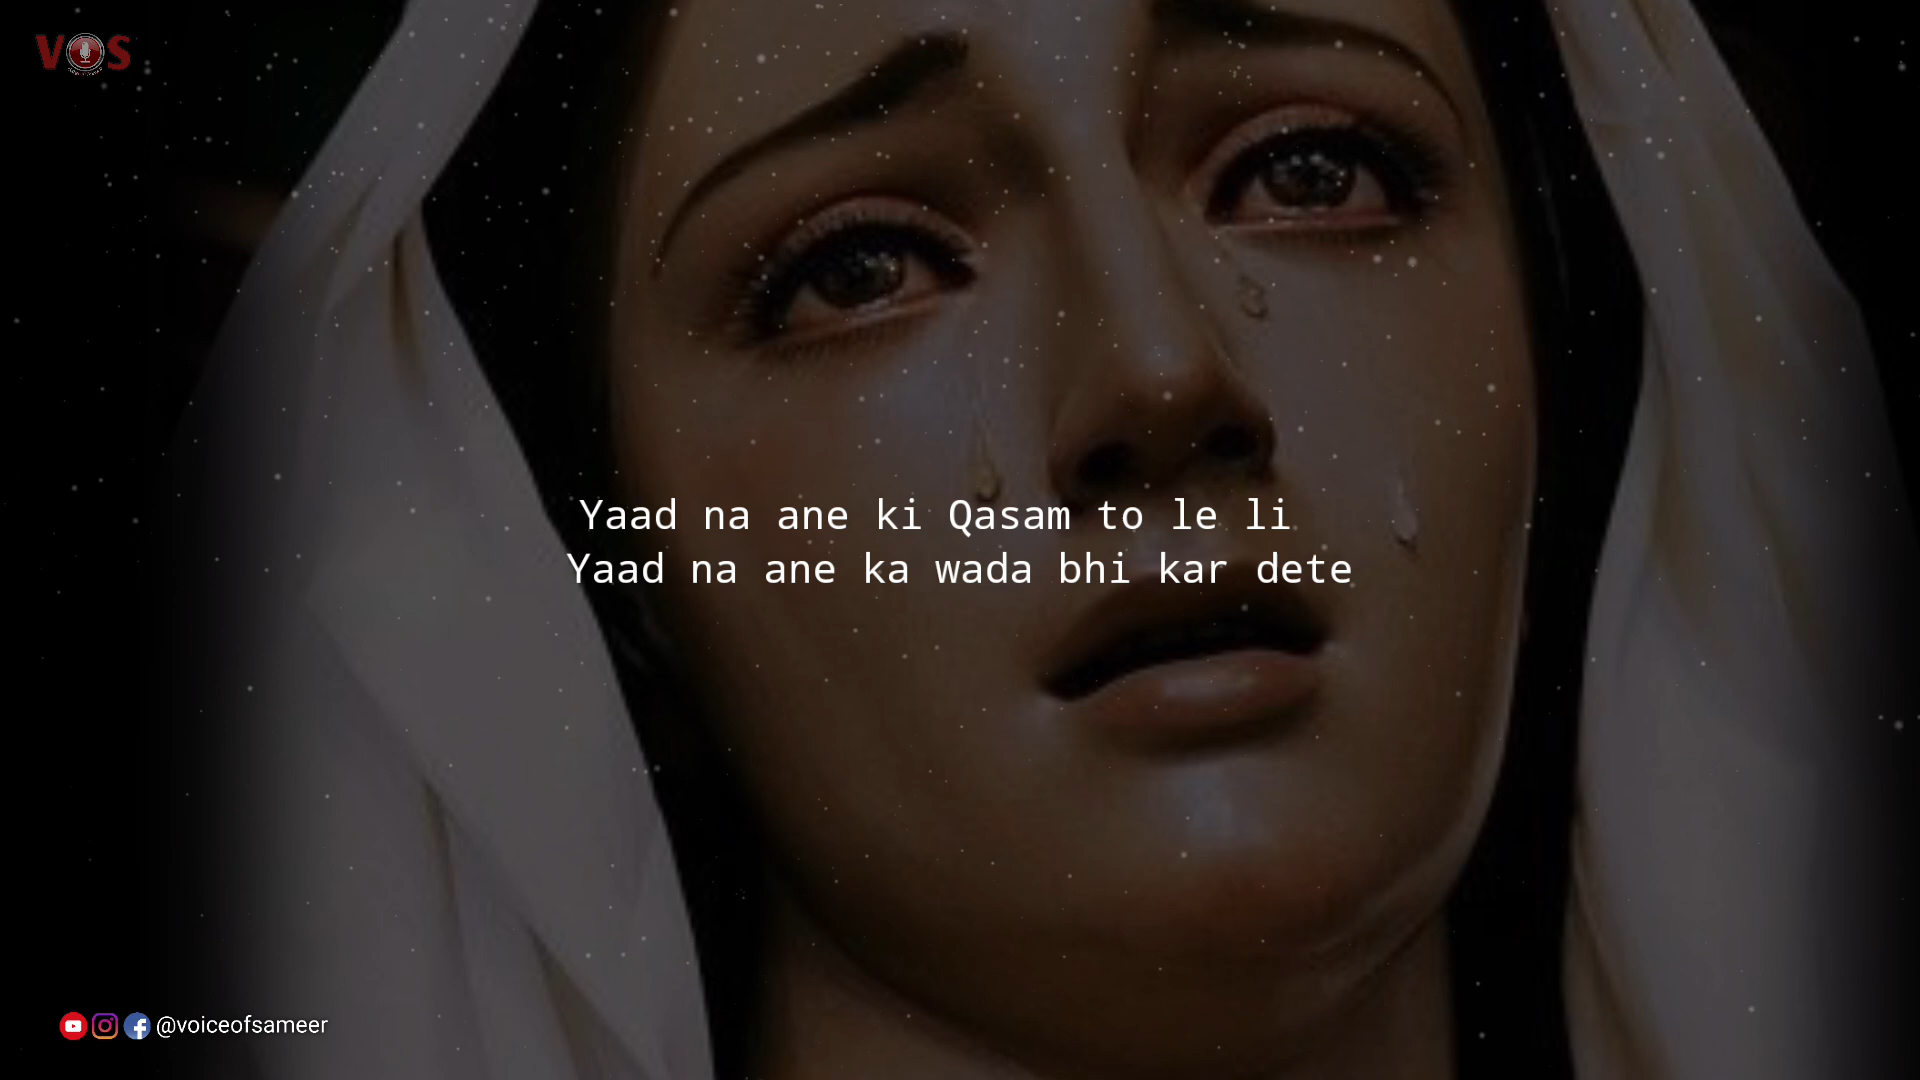 VOS
Yaad na ane ki Qasam to le li
Yaad na ane ka wada bhi kar dete
@voiceofsameer